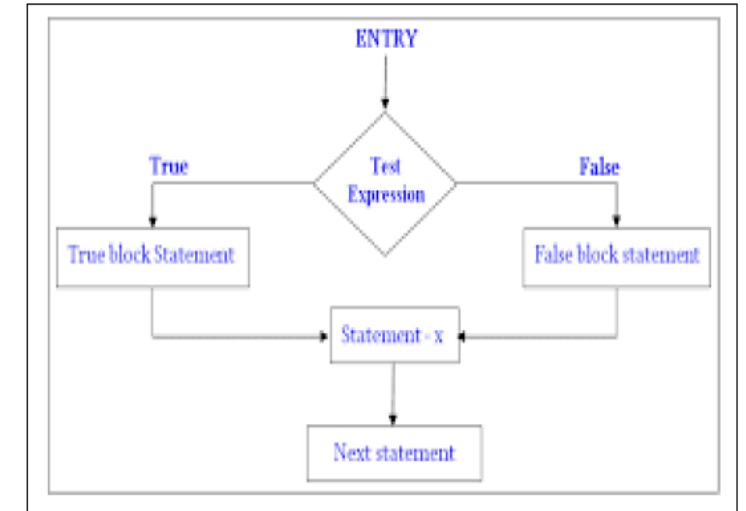 ENTRY
True
Test
Expression
False
True block Statement
False block statement
Statement - x
Next statement